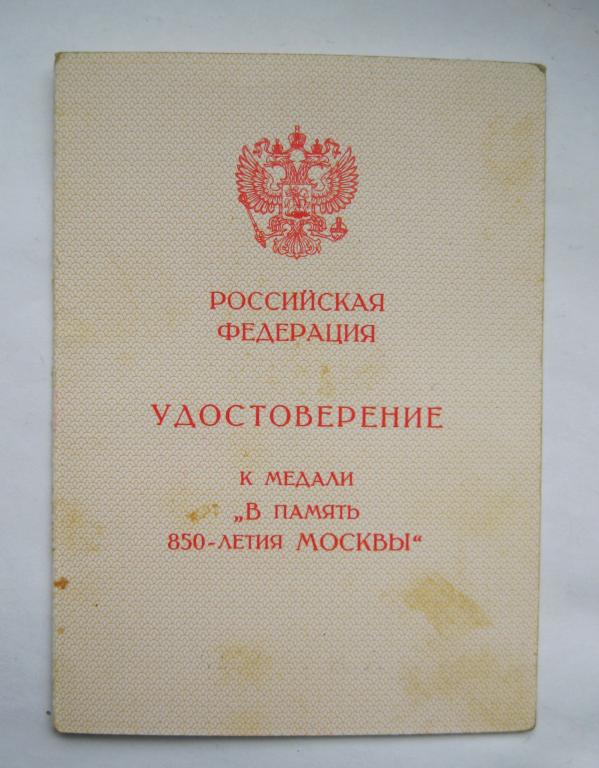 РОССИЙСКАЯ
ФЕДЕРАЦИЯ
УДОСТОВЕРЕНИЕ
К МЕДАЛИ
„В ПАМЯТЬ
850-ЛЕТИЯ МОСКВЫ“